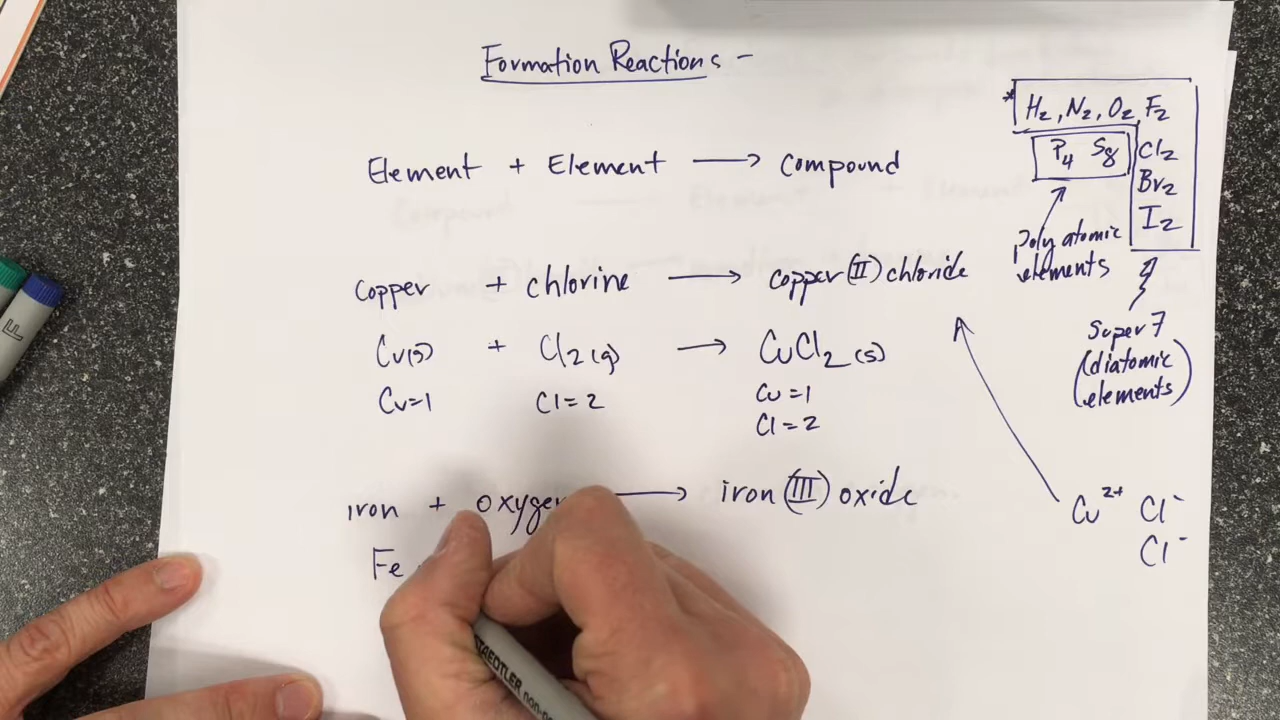 Formation Reactions -
* H2, N2, O2, F2
P4 S8 Cl2
Br2
I2
Element + Element → Compound
poly atomic
elements
copper + chlorine → copper (II) chloride
Super 7
(diatomic
elements)
Cu(s) + Cl2(g) → CuCl2(s)
Cu=1 Cl=2 Cu=1
Cl=2
iron + oxygen → iron (III) oxide
Cu2+ Cl-
Cl-
Fe
STAEDTLER
F